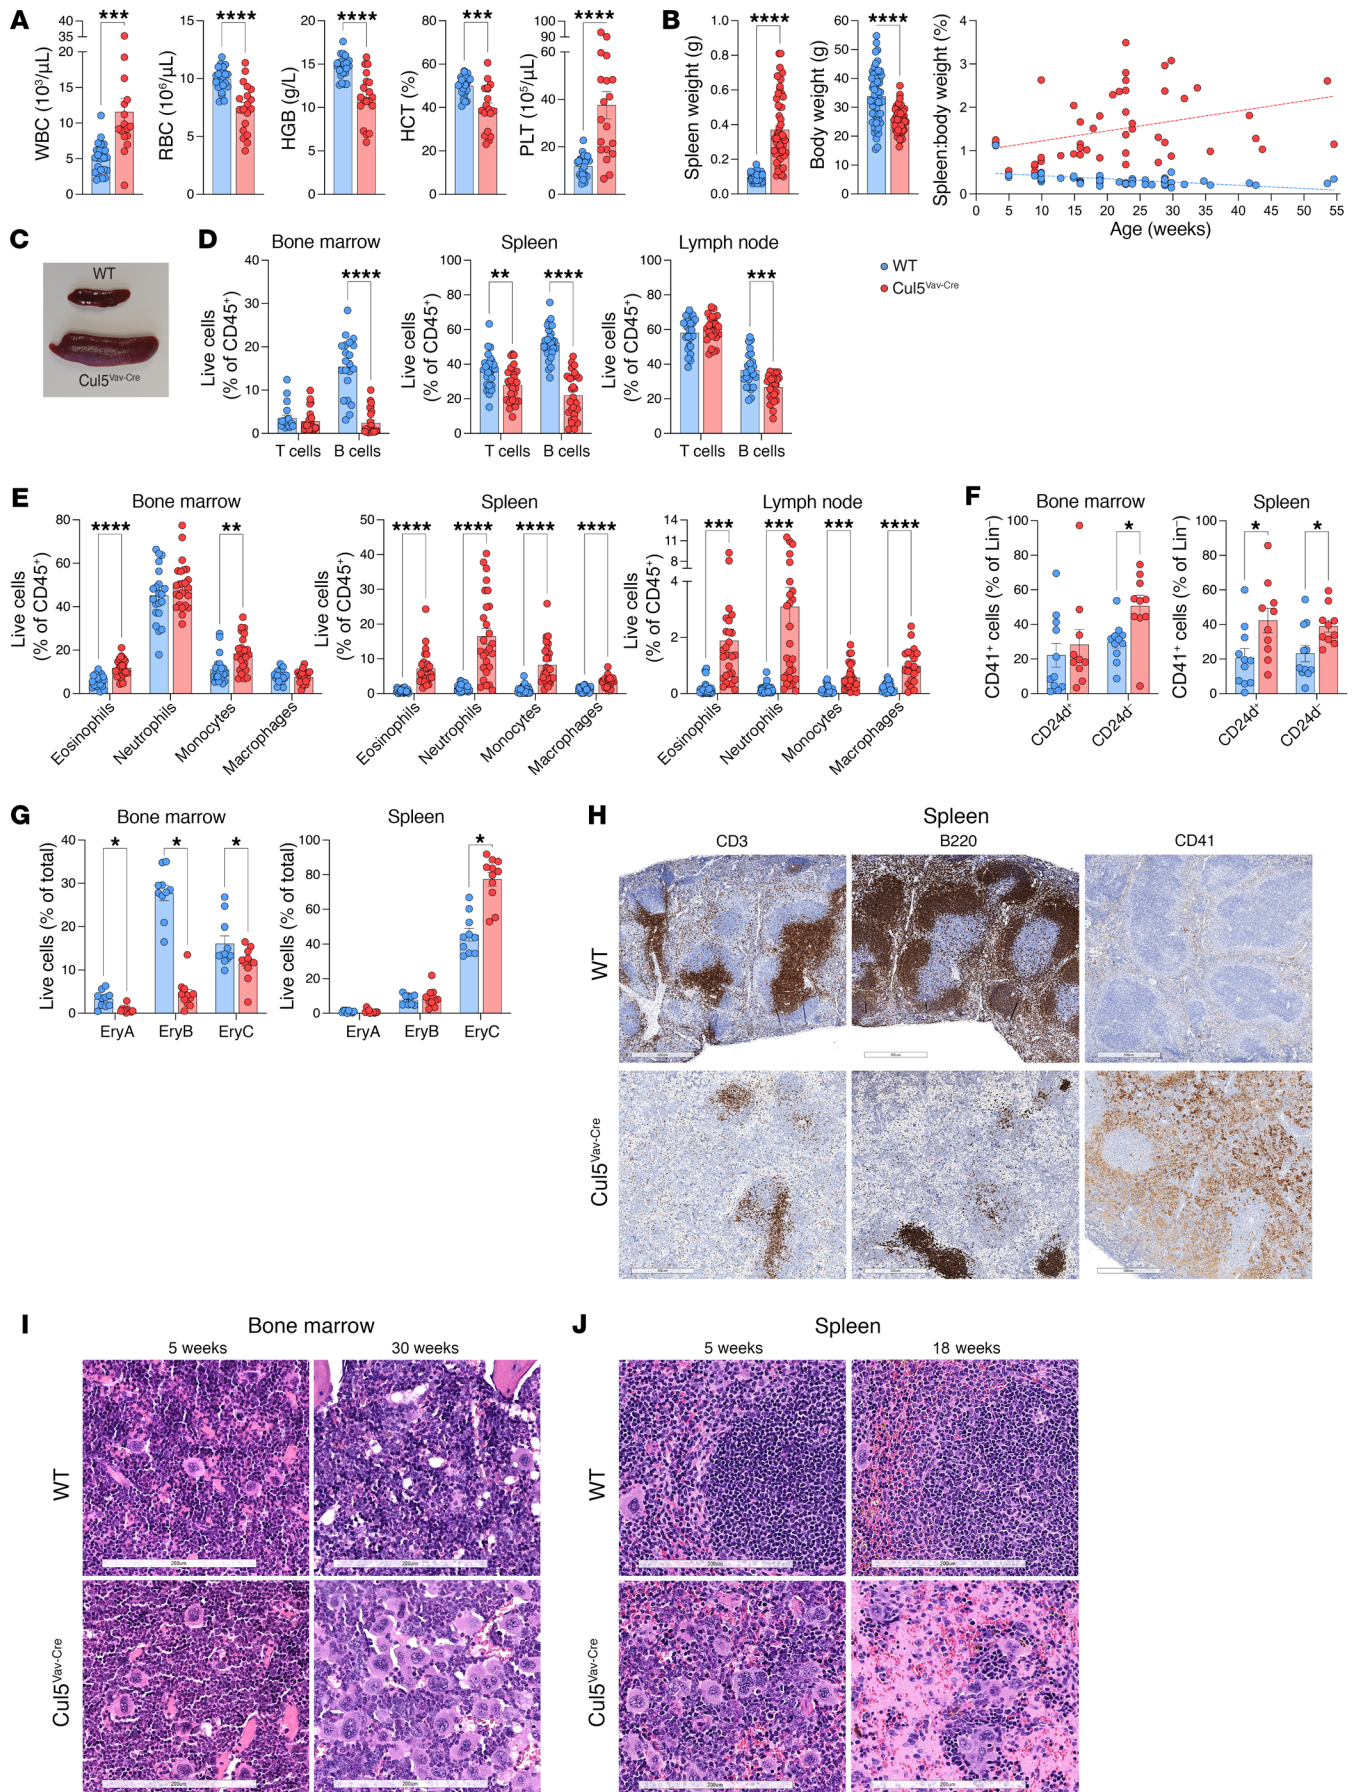 A
***
WBC (10³/μL)
35
20
15
10
5
0
****
RBC (10⁶/μL)
15
10
5
0
****
HGB (g/L)
20
15
10
5
0
***
HCT (%)
80
60
40
20
0
****
PLT (10⁵/μL)
100
80
60
40
20
0
B
****
Spleen weight (g)
1.0
0.8
0.6
0.4
0.2
0
****
Body weight (g)
60
50
40
30
20
10
0
Spleen:body weight (%)
4
3
2
1
0
0 5 10 15 20 25 30 35 40 45 50 55
Age (weeks)
C
WT
Cul5Vav-Cre
D
Bone marrow
Live cells
(% of CD45⁺)
40
30
20
10
0
****
T cells B cells
Spleen
Live cells
(% of CD45⁺)
100
80
60
40
20
0
** ****
T cells B cells
Lymph node
Live cells
(% of CD45⁺)
100
80
60
40
20
0
***
T cells B cells
WT
Cul5Vav-Cre
E
Bone marrow
Live cells
(% of CD45⁺)
80
60
40
20
0
**** **
Eosinophils Neutrophils Monocytes Macrophages
Spleen
Live cells
(% of CD45⁺)
50
40
30
20
10
0
**** **** **** ****
Eosinophils Neutrophils Monocytes Macrophages
Lymph node
Live cells
(% of CD45⁺)
14
11
8
4
2
0
*** *** *** ****
Eosinophils Neutrophils Monocytes Macrophages
F
Bone marrow
CD41⁺ cells (% of Lin⁻)
100
80
60
40
20
0
*
CD24d⁺ CD24d⁻
Spleen
CD41⁺ cells (% of Lin⁻)
100
80
60
40
20
0
* *
CD24d⁺ CD24d⁻
G
Bone marrow
Live cells (% of total)
40
30
20
10
0
* * *
EryA EryB EryC
Spleen
Live cells (% of total)
100
80
60
40
20
0
*
EryA EryB EryC
H
Spleen
CD3 B220 CD41
WT
Cul5Vav-Cre
I
Bone marrow
5 weeks 30 weeks
WT
200um 200um
Cul5Vav-Cre
200um 200um
J
Spleen
5 weeks 18 weeks
WT
200um 200um
Cul5Vav-Cre
200um 200um